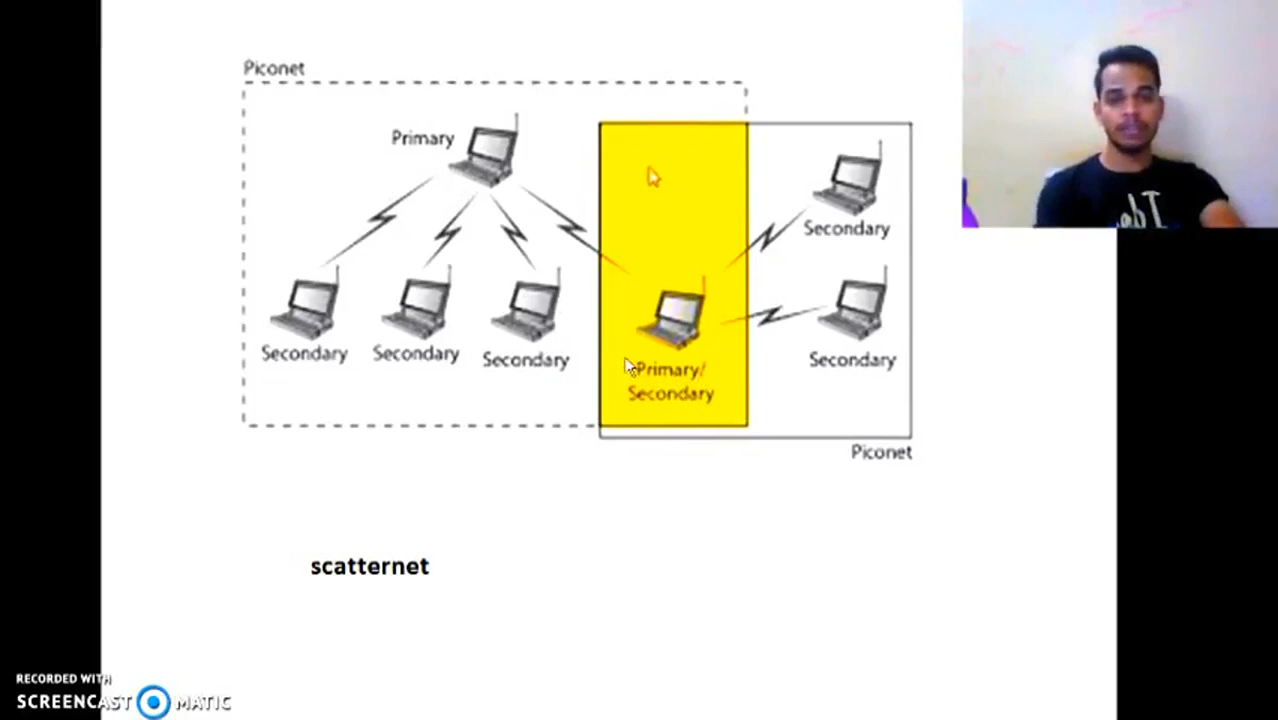 Piconet
Primary
Secondary
Secondary
Secondary
Secondary
Secondary
Primary/
Secondary
Piconet
scatternet
RECORDED WITH
SCREENCAST MATIC